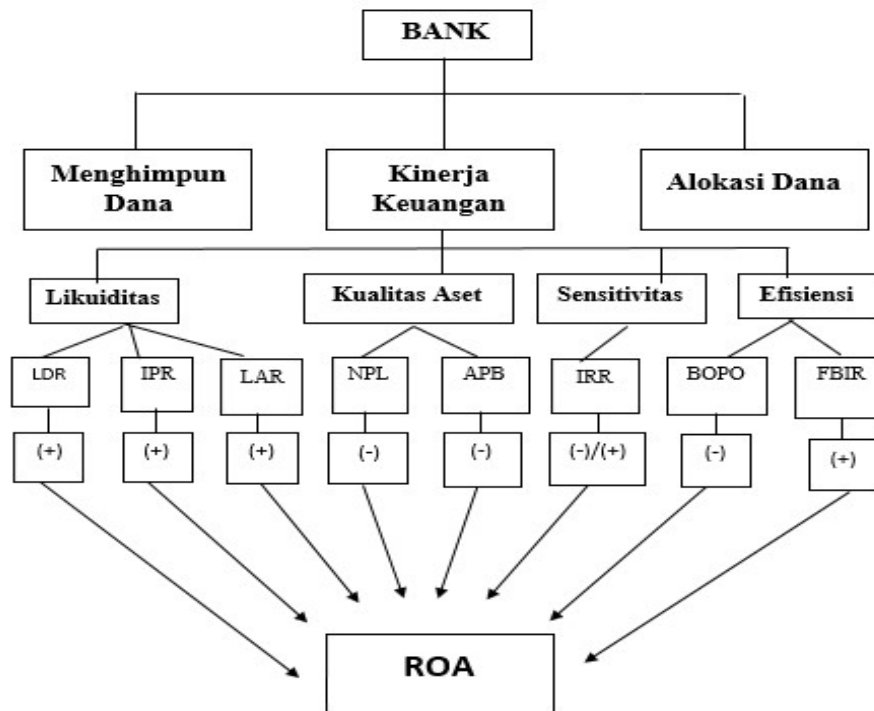 BANK
Menghimpun
Dana
Kinerja
Keuangan
Alokasi Dana
Likuiditas
Kualitas Aset
Sensitivitas
Efisiensi
LDR
IPR
LAR
NPL
APB
IRR
BOPO
FBIR
(+)
(+)
(+)
(-)
(-)
(-)/(+)
(-)
(+)
ROA